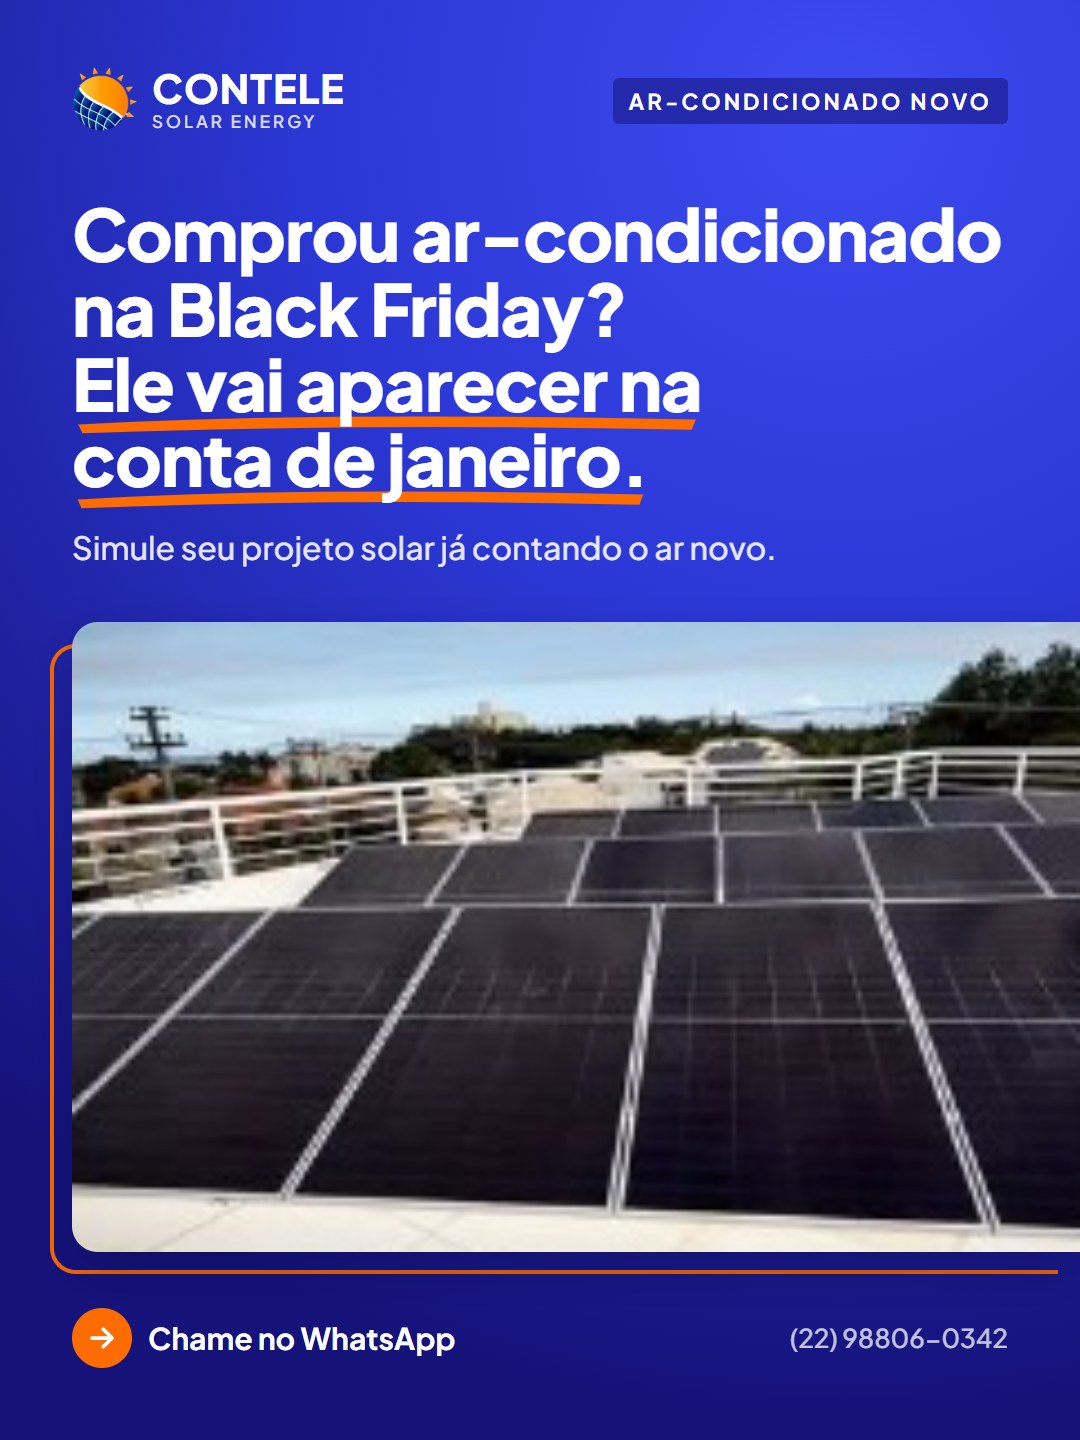 CONTELE
SOLAR ENERGY
AR-CONDICIONADO NOVO
Comprou ar-condicionado
na Black Friday?
Ele vai aparecer na
conta de janeiro.
Simule seu projeto solar já contando o ar novo.
Chame no WhatsApp
(22) 98806-0342